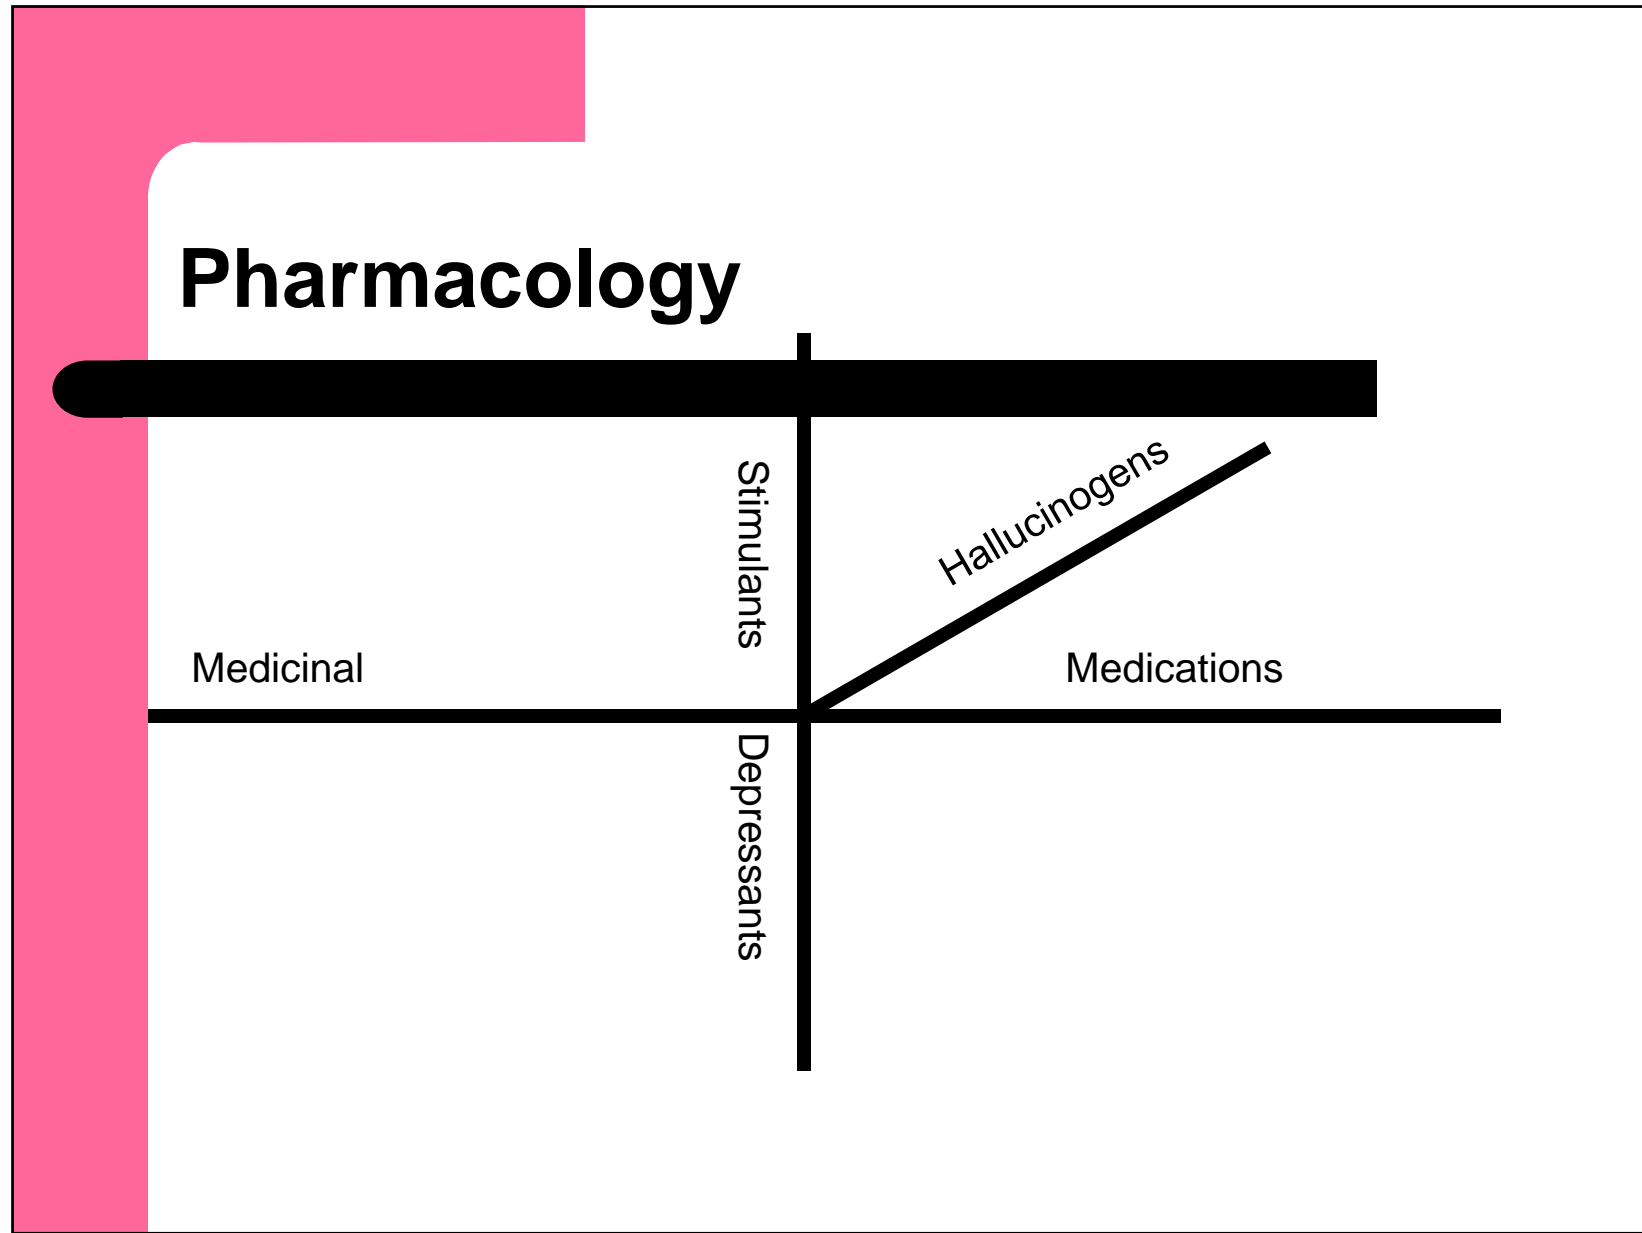 Pharmacology
Stimulants
Hallucinogens
Medicinal
Medications
Depressants